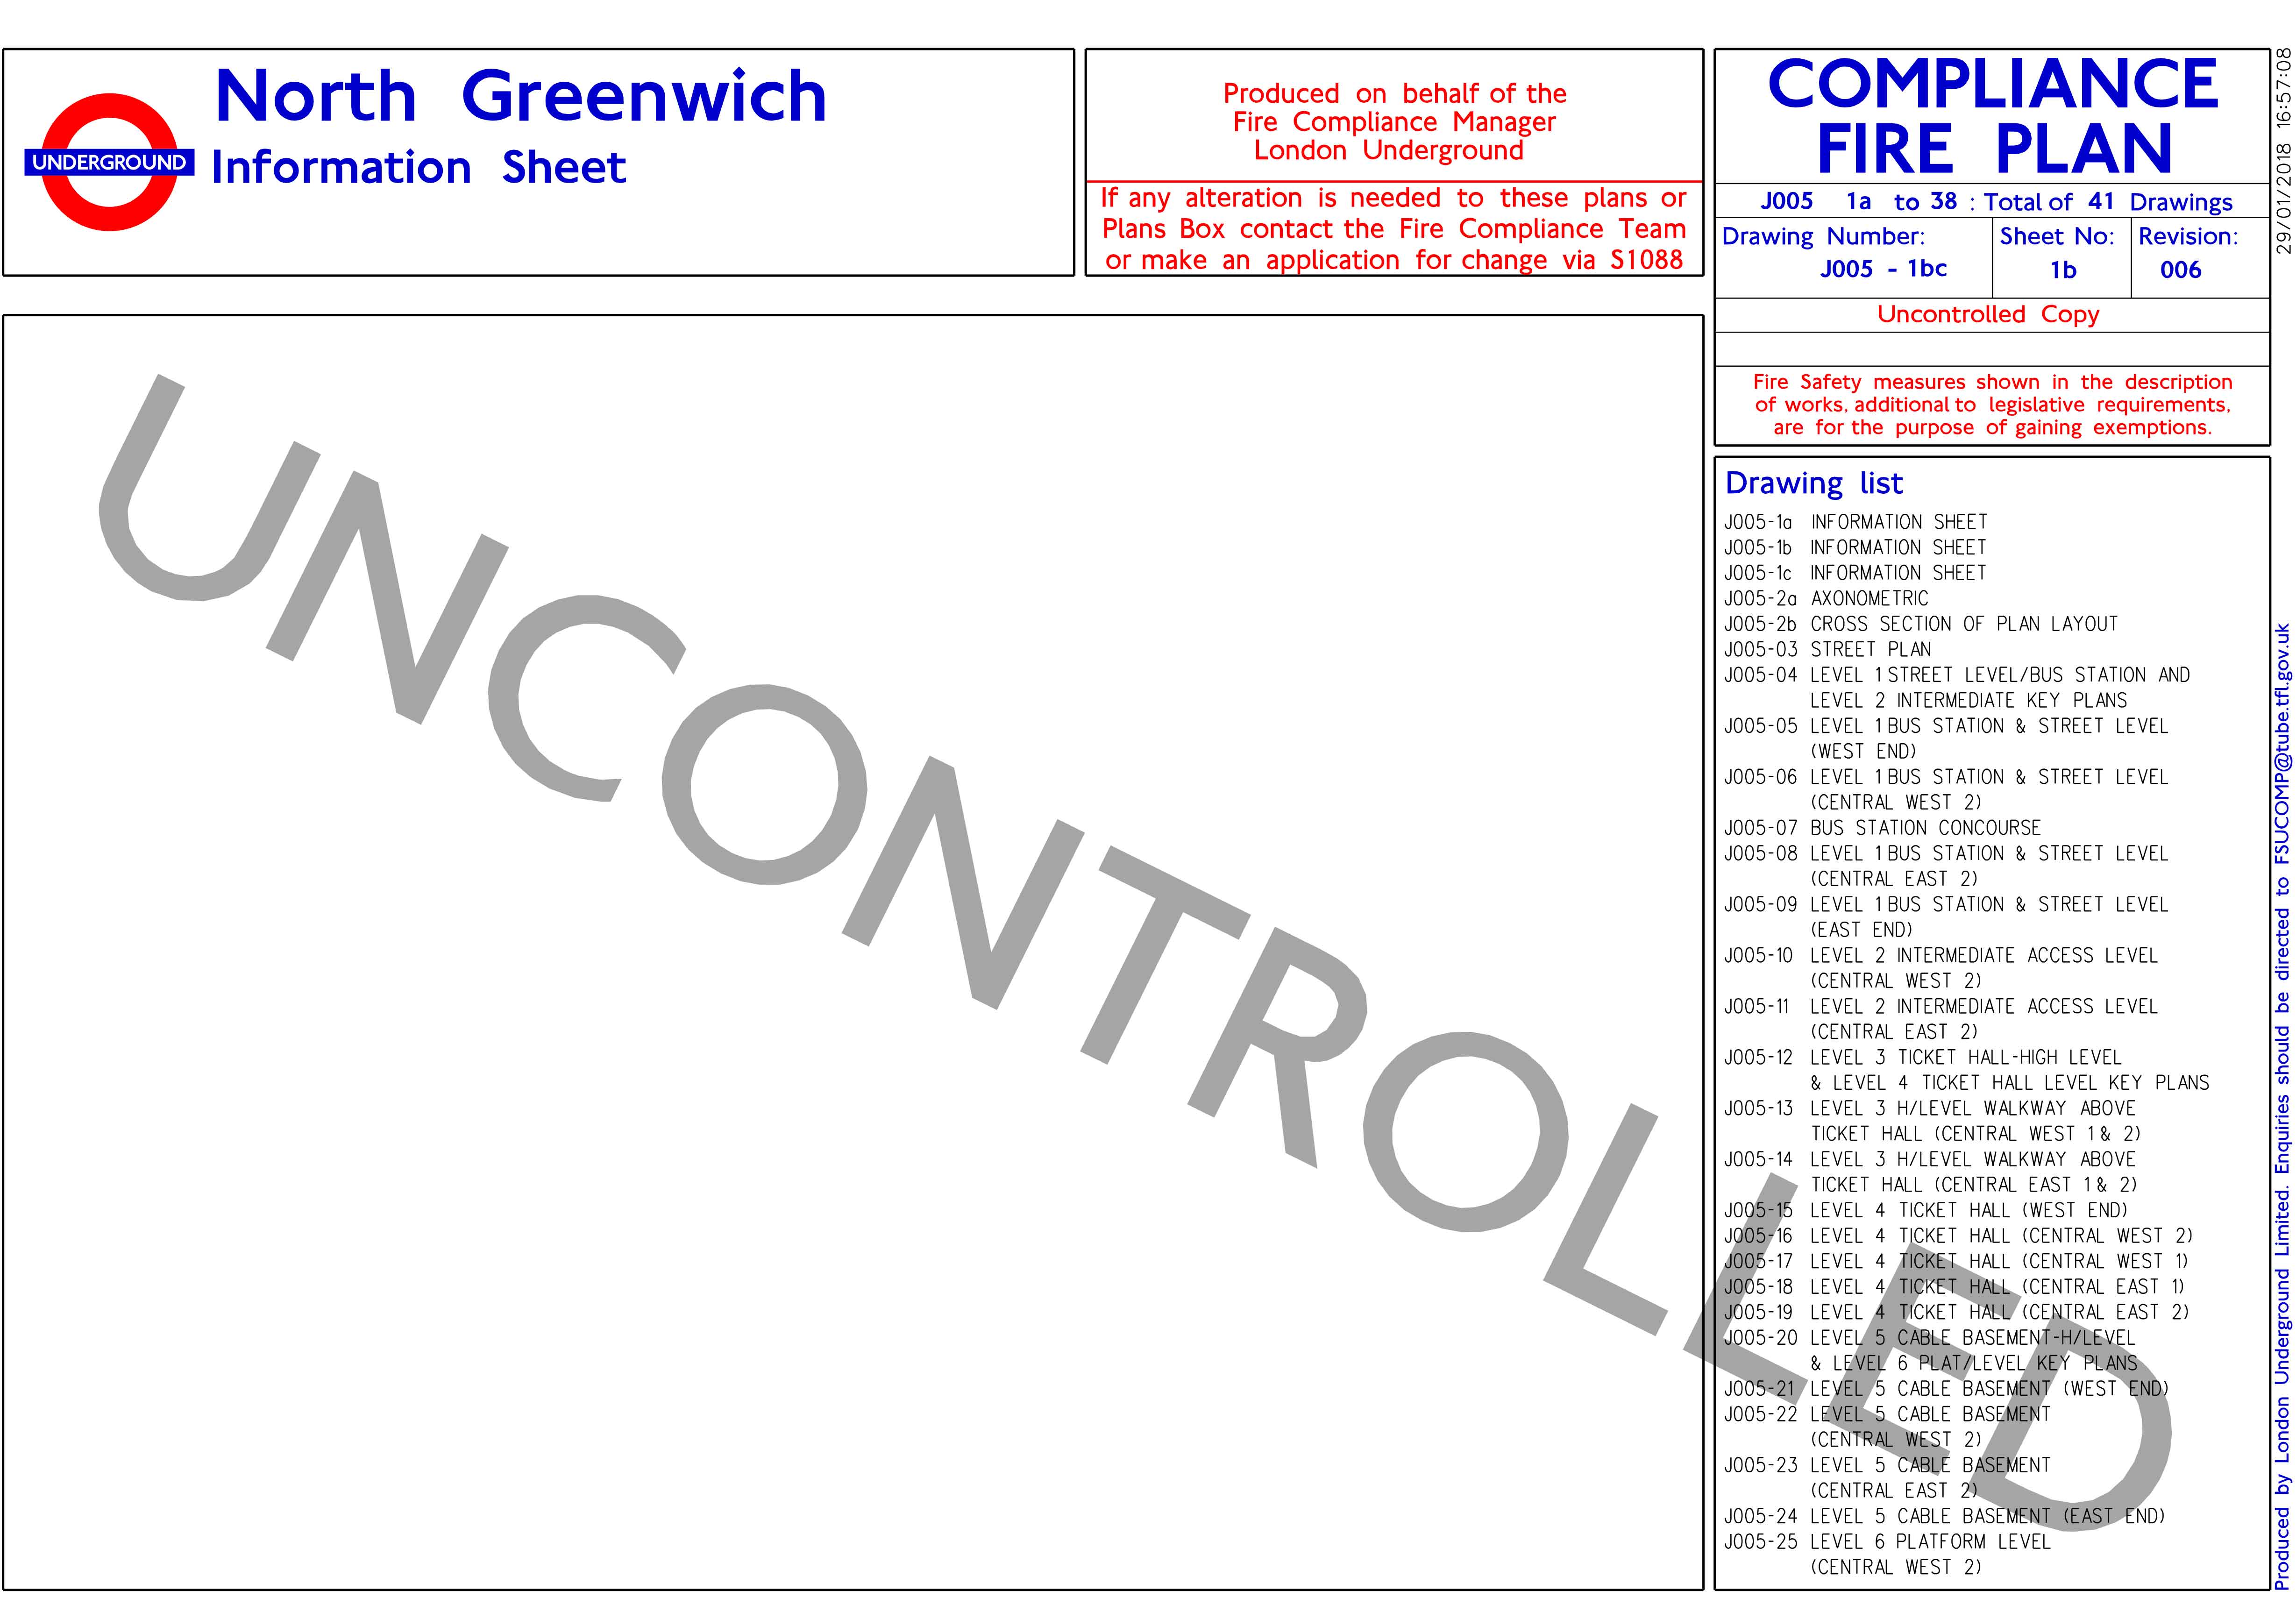 UNDERGROUND
North Greenwich
Information Sheet
Produced on behalf of the
Fire Compliance Manager
London Underground
If any alteration is needed to these plans or
Plans Box contact the Fire Compliance Team
or make an application for change via S1088
COMPLIANCE
FIRE PLAN
J005 1a to 38 : Total of 41 Drawings
Drawing Number:
J005 - 1bc
Sheet No:
1b
Revision:
006
Uncontrolled Copy
Fire Safety measures shown in the description
of works, additional to legislative requirements,
are for the purpose of gaining exemptions.
Drawing list
J005-1a INFORMATION SHEET
J005-1b INFORMATION SHEET
J005-1c INFORMATION SHEET
J005-2a AXONOMETRIC
J005-2b CROSS SECTION OF PLAN LAYOUT
J005-03 STREET PLAN
J005-04 LEVEL 1 STREET LEVEL/BUS STATION AND
LEVEL 2 INTERMEDIATE KEY PLANS
J005-05 LEVEL 1 BUS STATION & STREET LEVEL
(WEST END)
J005-06 LEVEL 1 BUS STATION & STREET LEVEL
(CENTRAL WEST 2)
J005-07 BUS STATION CONCOURSE
J005-08 LEVEL 1 BUS STATION & STREET LEVEL
(CENTRAL EAST 2)
J005-09 LEVEL 1 BUS STATION & STREET LEVEL
(EAST END)
J005-10 LEVEL 2 INTERMEDIATE ACCESS LEVEL
(CENTRAL WEST 2)
J005-11 LEVEL 2 INTERMEDIATE ACCESS LEVEL
(CENTRAL EAST 2)
J005-12 LEVEL 3 TICKET HALL-HIGH LEVEL
& LEVEL 4 TICKET HALL LEVEL KEY PLANS
J005-13 LEVEL 3 H/LEVEL WALKWAY ABOVE
TICKET HALL (CENTRAL WEST 1 & 2)
J005-14 LEVEL 3 H/LEVEL WALKWAY ABOVE
TICKET HALL (CENTRAL EAST 1 & 2)
J005-15 LEVEL 4 TICKET HALL (WEST END)
J005-16 LEVEL 4 TICKET HALL (CENTRAL WEST 2)
J005-17 LEVEL 4 TICKET HALL (CENTRAL WEST 1)
J005-18 LEVEL 4 TICKET HALL (CENTRAL EAST 1)
J005-19 LEVEL 4 TICKET HALL (CENTRAL EAST 2)
J005-20 LEVEL 5 CABLE BASEMENT-H/LEVEL
& LEVEL 6 PLAT/LEVEL KEY PLANS
J005-21 LEVEL 5 CABLE BASEMENT (WEST END)
J005-22 LEVEL 5 CABLE BASEMENT
(CENTRAL WEST 2)
J005-23 LEVEL 5 CABLE BASEMENT
(CENTRAL EAST 2)
J005-24 LEVEL 5 CABLE BASEMENT (EAST END)
J005-25 LEVEL 6 PLATFORM LEVEL
(CENTRAL WEST 2)
UNCONTROLLED
29/01/2018 16:57:08
Produced by London Underground Limited. Enquiries should be directed to FSUCOMP@tube.tfl.gov.uk